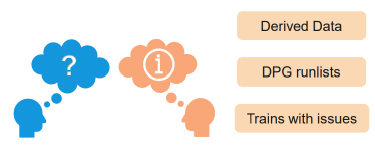 ?
i
Derived Data
DPG runlists
Trains with issues